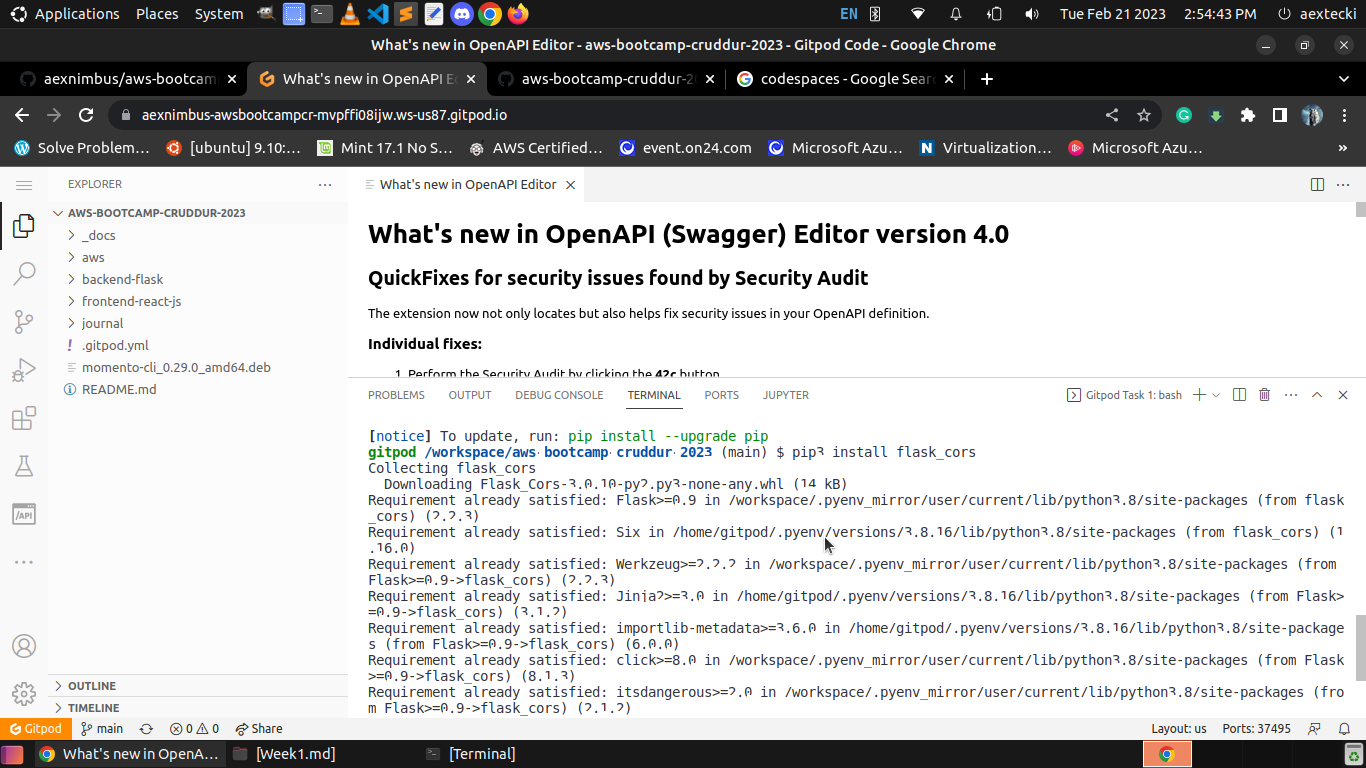 Applications Places System EN Tue Feb 21 2023 2:54:43 PM aextecki
What's new in OpenAPI Editor - aws-bootcamp-cruddur-2023 - Gitpod Code - Google Chrome
aexnimbus/aws-bootcam What's new in OpenAPI E aws-bootcamp-cruddur-2 codespaces - Google Sear
aexnimbus-awsbootcampcr-mvpffi08ijw.ws-us87.gitpod.io
Solve Problem… [ubuntu] 9.10:… Mint 17.1 No S… AWS Certified… event.on24.com Microsoft Azu… Virtualization… Microsoft Azu… »
EXPLORER
AWS-BOOTCAMP-CRUDDUR-2023
_docs
aws
backend-flask
frontend-react-js
journal
.gitpod.yml
momento-cli_0.29.0_amd64.deb
README.md
OUTLINE
TIMELINE
What's new in OpenAPI Editor
What's new in OpenAPI (Swagger) Editor version 4.0
QuickFixes for security issues found by Security Audit
The extension now not only locates but also helps fix security issues in your OpenAPI definition.
Individual fixes:
1. Perform the Security Audit by clicking the 42c button
PROBLEMS OUTPUT DEBUG CONSOLE TERMINAL PORTS JUPYTER Gitpod Task 1: bash
[notice] To update, run: pip install --upgrade pip
gitpod /workspace/aws-bootcamp-cruddur-2023 (main) $ pip3 install flask_cors
Collecting flask_cors
Downloading Flask_Cors-3.0.10-py2.py3-none-any.whl (14 kB)
Requirement already satisfied: Flask>=0.9 in /workspace/.pyenv_mirror/user/current/lib/python3.8/site-packages (from flask
_cors) (2.2.3)
Requirement already satisfied: Six in /home/gitpod/.pyenv/versions/3.8.16/lib/python3.8/site-packages (from flask_cors) (1
.16.0)
Requirement already satisfied: Werkzeug>=2.2.2 in /workspace/.pyenv_mirror/user/current/lib/python3.8/site-packages (from
Flask>=0.9->flask_cors) (2.2.3)
Requirement already satisfied: Jinja2>=3.0 in /home/gitpod/.pyenv/versions/3.8.16/lib/python3.8/site-packages (from Flask>
=0.9->flask_cors) (3.1.2)
Requirement already satisfied: importlib-metadata>=3.6.0 in /home/gitpod/.pyenv/versions/3.8.16/lib/python3.8/site-package
s (from Flask>=0.9->flask_cors) (6.0.0)
Requirement already satisfied: click>=8.0 in /workspace/.pyenv_mirror/user/current/lib/python3.8/site-packages (from Flask
>=0.9->flask_cors) (8.1.3)
Requirement already satisfied: itsdangerous>=2.0 in /workspace/.pyenv_mirror/user/current/lib/python3.8/site-packages (fro
m Flask>=0.9->flask_cors) (2.1.2)
Gitpod main 0 0 Share Layout: us Ports: 37495
What's new in OpenA… [Week1.md] [Terminal]